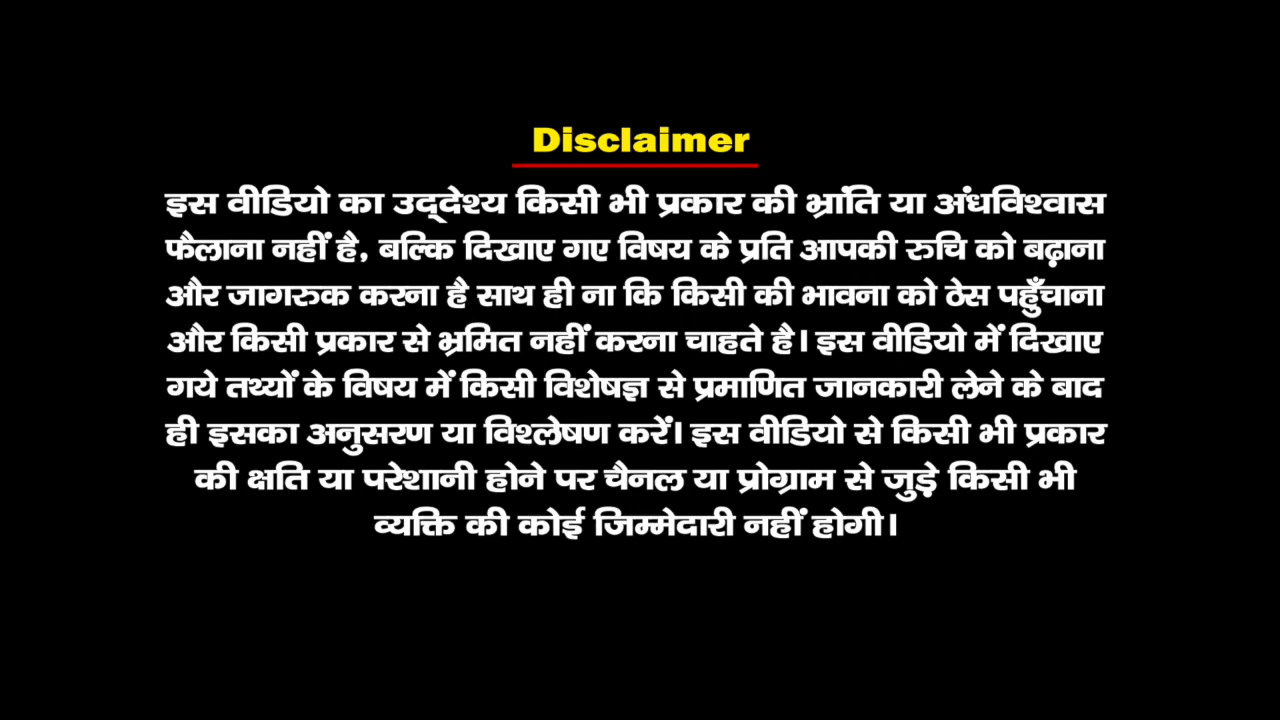 Disclaimer
इस वीडियो का उद्देश्य किसी भी प्रकार की भ्रांति या अंधविश्वास
फैलाना नहीं है, बल्कि दिखाए गए विषय के प्रति आपकी रुचि को बढ़ाना
और जागरुक करना है साथ ही ना कि किसी की भावना को ठेस पहुँचाना
और किसी प्रकार से भ्रमित नहीं करना चाहते है। इस वीडियो में दिखाए
गये तथ्यों के विषय में किसी विशेषज्ञ से प्रमाणित जानकारी लेने के बाद
ही इसका अनुसरण या विश्लेषण करें। इस वीडियो से किसी भी प्रकार
की क्षति या परेशानी होने पर चैनल या प्रोग्राम से जुड़े किसी भी
व्यक्ति की कोई जिम्मेदारी नहीं होगी।